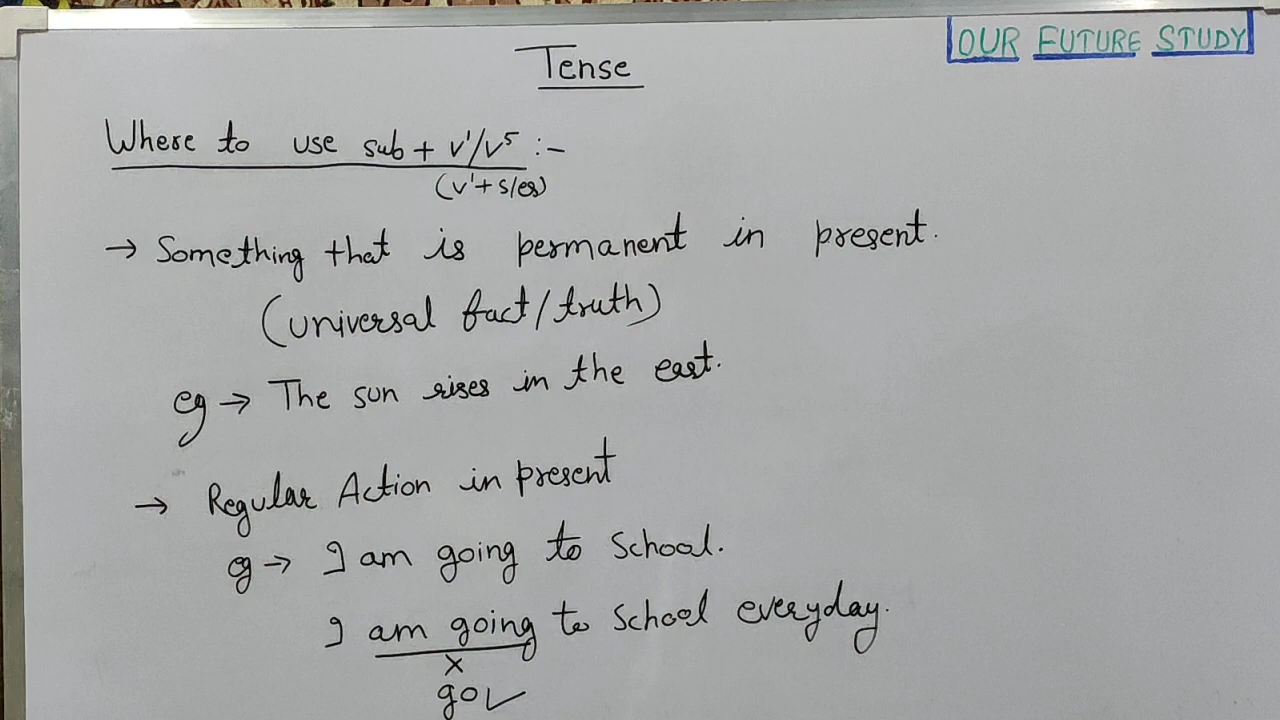 OUR FUTURE STUDY
Tense
Where to use sub + v¹/v⁵ :-
(v¹+s/es)
→ Something that is permanent in present.
(universal fact/truth)
eg → The sun rises in the east.
→ Regular Action in present
eg → I am going to School.
I am going to School everyday.
×
go✓